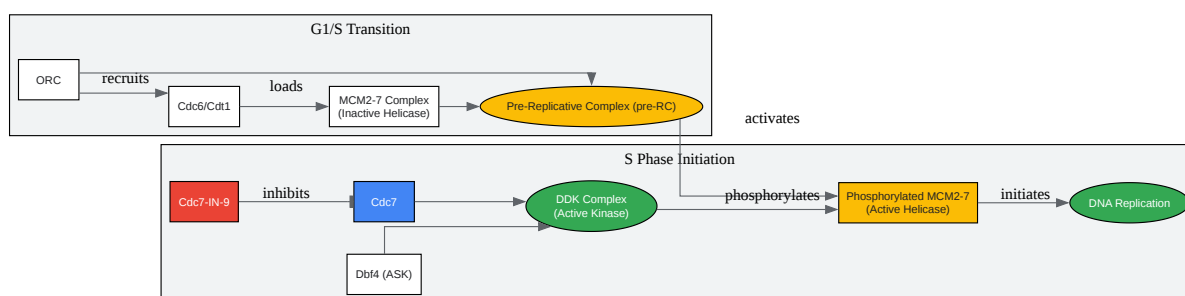 G1/S Transition
ORC
recruits
Cdc6/Cdt1
loads
MCM2-7 Complex
(Inactive Helicase)
Pre-Replicative Complex (pre-RC)
activates
S Phase Initiation
Cdc7-IN-9
inhibits
Cdc7
DDK Complex
(Active Kinase)
phosphorylates
Phosphorylated MCM2-7
(Active Helicase)
initiates
DNA Replication
Dbf4 (ASK)